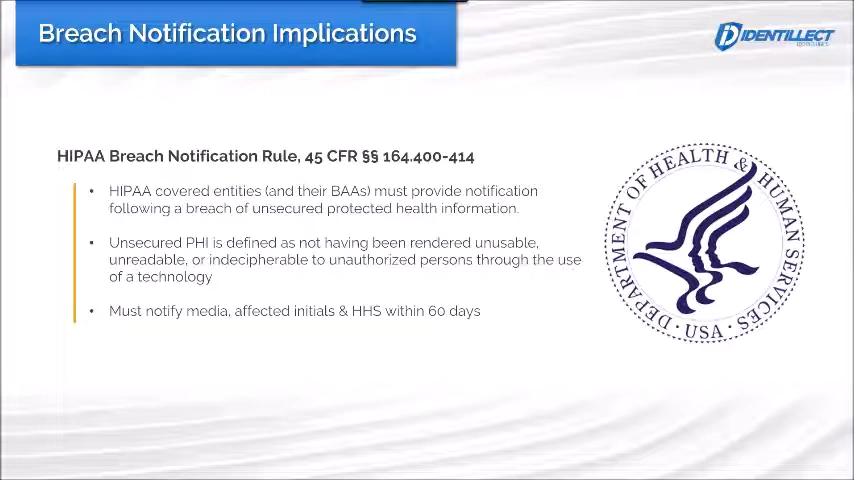 Breach Notification Implications
IDENTILLECT
HIPAA Breach Notification Rule, 45 CFR §§ 164.400-414
• HIPAA covered entities (and their BAAs) must provide notification
following a breach of unsecured protected health information.
• Unsecured PHI is defined as not having been rendered unusable,
unreadable, or indecipherable to unauthorized persons through the use
of a technology
• Must notify media, affected initials & HHS within 60 days
DEPARTMENT OF HEALTH & HUMAN SERVICES · USA ·